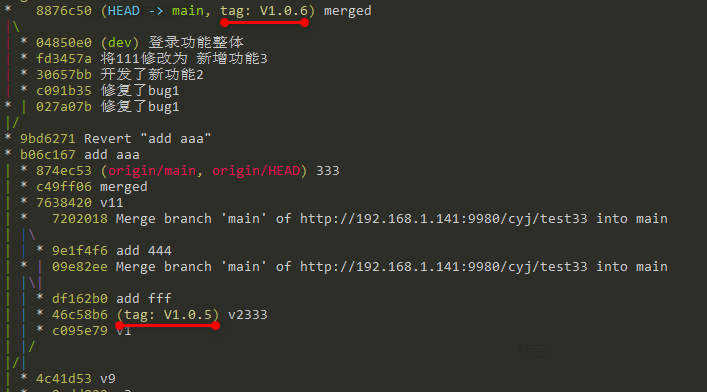 * 8876c50 (HEAD -> main, tag: V1.0.6) merged
|\
| * 04850e0 (dev) 登录功能整体
| * fd3457a 将111修改为 新增功能3
| * 30657bb 开发了新功能2
| * c091b35 修复了bug1
* | 027a07b 修复了bug1
|/
* 9bd6271 Revert "add aaa"
* b06c167 add aaa
| * 874ec53 (origin/main, origin/HEAD) 333
| * c49ff06 merged
| * 7638420 v11
| * 7202018 Merge branch 'main' of http://192.168.1.141:9980/cyj/test33 into main
| |\
| | * 9e1f4f6 add 444
| * | 09e82ee Merge branch 'main' of http://192.168.1.141:9980/cyj/test33 into main
| |\|
| | * df162b0 add fff
| | * 46c58b6 (tag: V1.0.5) v2333
| | * c095e79 v1
| |/
|/|
| * 4c41d53 v9